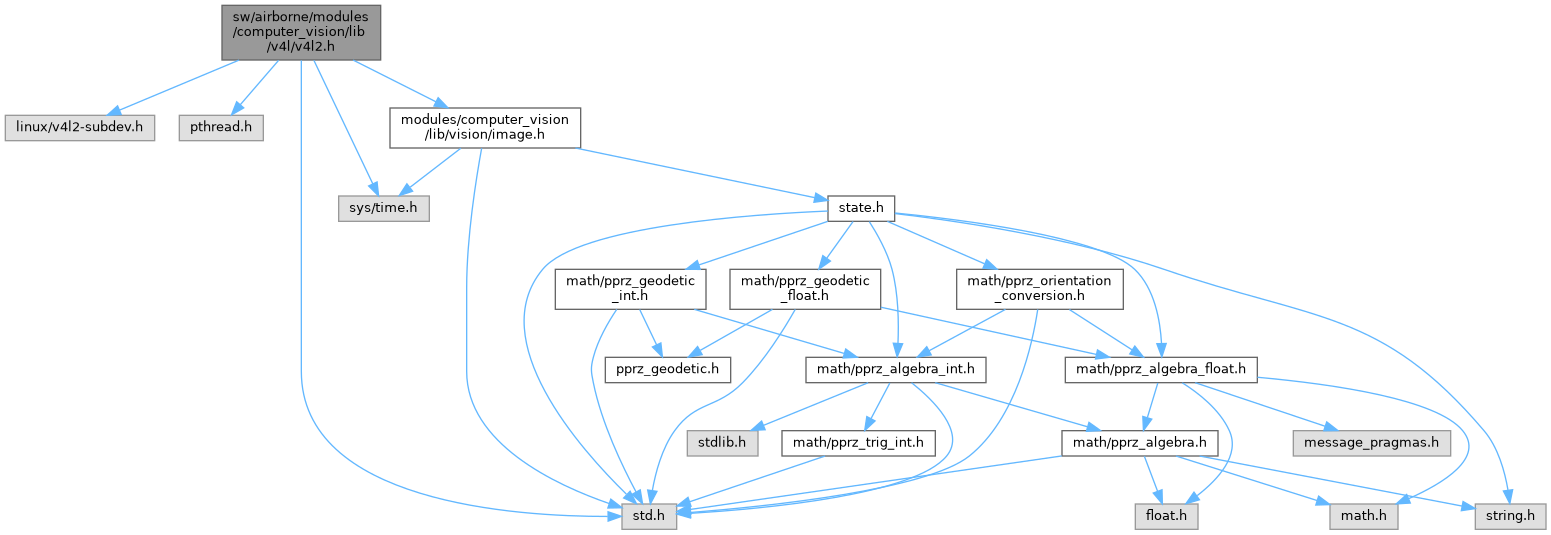 sw/airborne/modules
/computer_vision/lib
/v4l/v4l2.h
linux/v4l2-subdev.h
pthread.h
modules/computer_vision
/lib/vision/image.h
sys/time.h
state.h
math/pprz_geodetic
_int.h
math/pprz_geodetic
_float.h
math/pprz_orientation
_conversion.h
pprz_geodetic.h
math/pprz_algebra_int.h
math/pprz_algebra_float.h
stdlib.h
math/pprz_trig_int.h
math/pprz_algebra.h
message_pragmas.h
std.h
float.h
math.h
string.h